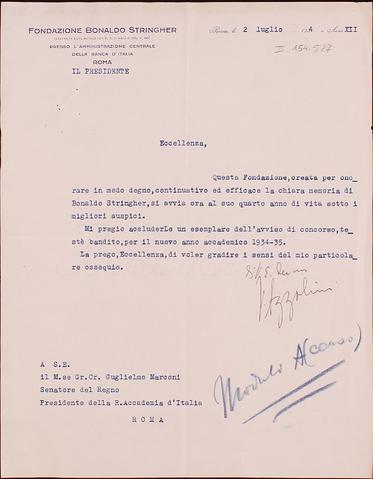 FONDAZIONE BONALDO STRINGHER
PRESSO L'AMMINISTRAZIONE CENTRALE
DELLA BANCA D'ITALIA
ROMA
IL PRESIDENTE
Roma, li 2 luglio 1934 - Anno XII
Eccellenza,
Questa Fondazione,creata per ono-
rare in modo degno,continuativo ed efficace la chiara memoria di
Bonaldo Stringher,si avvia ora al suo quarto anno di vita sotto i
migliori auspici.
Mi pregio accluderLe un esemplare dell'avviso di concorso,te_
stè bandito,per il nuovo anno accademico 1934-35.
La prego,Eccellenza,di voler gradire i sensi del mio particola_
re ossequio.
V. Azzolini
A S.E.
il M.se Gr.Cr. Guglielmo Marconi
Senatore del Regno
Presidente della R.Accademia d'Italia
R O M A
Modulo A